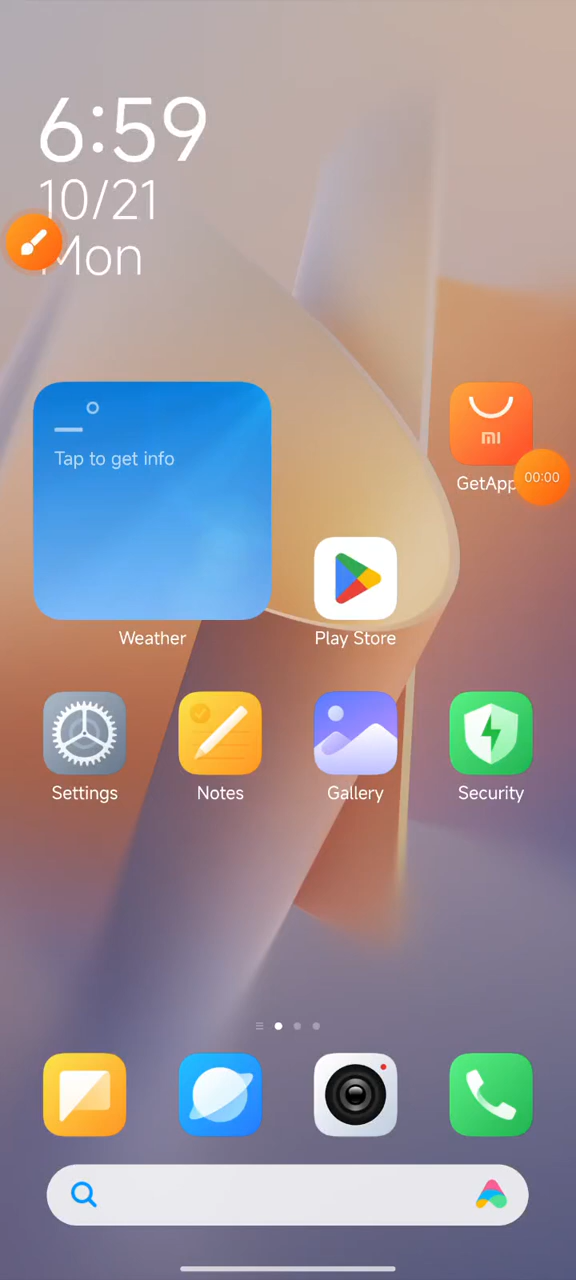 6:59
10/21
Mon
Tap to get info
mi
GetApp
00:00
Weather
Play Store
Settings
Notes
Gallery
Security